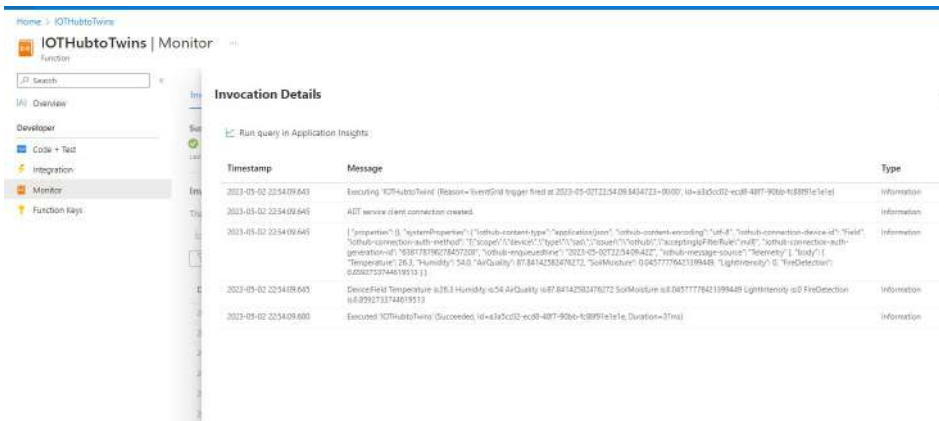 Home > IOTHubtoTwins
IOTHubtoTwins | Monitor ...
Function
Search
Overview
Developer
Code + Test
Integration
Monitor
Function Keys
Invocation Details
Run query in Application Insights
Timestamp Message Type
2023-05-02 22:54:09.643 Executing 'IOTHubtoTwins' (Reason='EventGrid trigger fired at 2023-05-02T22:54:09.6434723+00:00', Id=a3a5cd32-ecd8-48f7-90bb-fc88f91e1e1e) Information
2023-05-02 22:54:09.645 ADT service client connection created. Information
2023-05-02 22:54:09.645 { "properties": {}, "systemProperties": { "iothub-content-type": "application/json", "iothub-content-encoding": "utf-8", "iothub-connection-device-id": "Field", Information
"iothub-connection-auth-method": "{\"scope\":\"device\",\"type\":\"sas\",\"issuer\":\"iothub\",\"acceptingIpFilterRule\":null}", "iothub-connection-auth-
generation-id": "638178796278457208", "iothub-enqueuedtime": "2023-05-02T22:54:09.42Z", "iothub-message-source": "Telemetry" }, "body": {
"Temperature": 26.3, "Humidity": 54.0, "AirQuality": 87.84142582476272, "SoilMoisture": 0.04577776421399449, "LightIntensity": 0, "FireDetection":
0.0592733744619513 } }
2023-05-02 22:54:09.645 Device:Field Temperature is:26.3 Humidity is:54 AirQuality is:87.84142582476272 SoilMoisture is:0.04577776421399449 LightIntensity is:0 FireDetection Information
is:0.0592733744619513
2023-05-02 22:54:09.680 Executed 'IOTHubtoTwins' (Succeeded, Id=a3a5cd32-ecd8-48f7-90bb-fc88f91e1e1e, Duration=37ms) Information